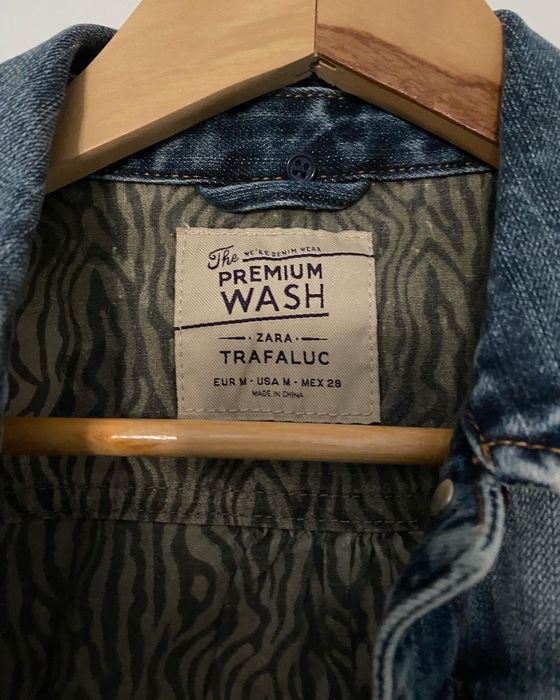 The WE'RE DENIM WEAR
PREMIUM
WASH
· ZARA ·
TRAFALUC
EUR M - USA M - MEX 28
MADE IN CHINA